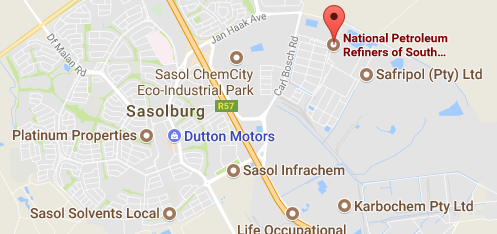 Jan Haak Ave
Df Malan Rd
Carl Bosch Rd
National Petroleum
Refiners of South...
Sasol ChemCity
Eco-Industrial Park
Safripol (Pty) Ltd
R57
Sasolburg
Platinum Properties
Dutton Motors
Sasol Infrachem
Sasol Solvents Local
Karbochem Pty Ltd
Life Occupational